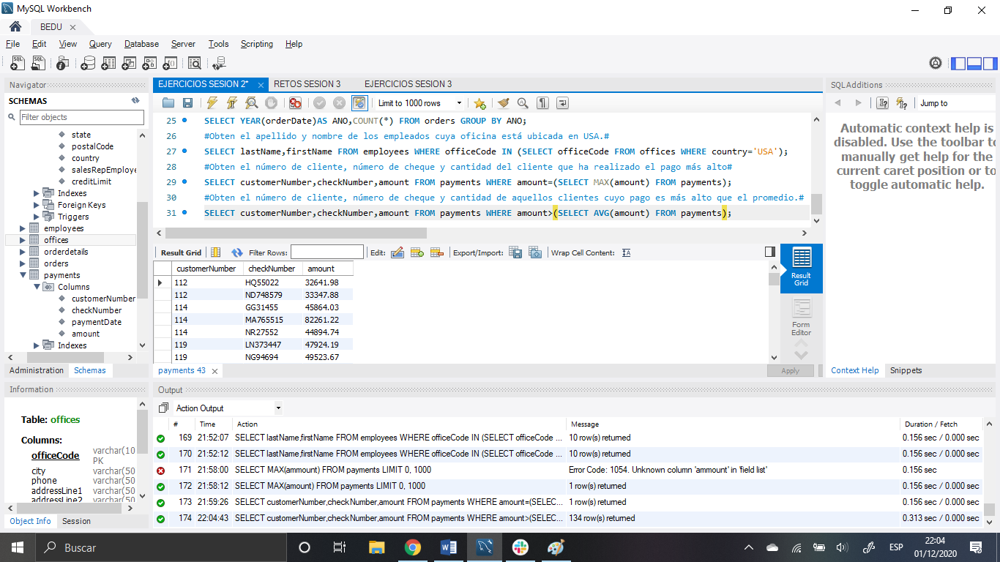 MySQL Workbench
BEDU
File Edit View Query Database Server Tools Scripting Help
Navigator
SCHEMAS
Filter objects
state
postalCode
country
salesRepEmploye
creditLimit
Indexes
Foreign Keys
Triggers
employees
offices
orderdetails
orders
payments
Columns
customerNumber
checkNumber
paymentDate
amount
Indexes
Administration Schemas
Information
Table: offices
Columns:
officeCode varchar(10
PK
city varchar(50
phone varchar(50
addressLine1 varchar(50
addressLine2 varchar(50
Object Info Session
EJERCICIOS SESION 2* RETOS SESION 3 EJERCICIOS SESION 3
Limit to 1000 rows
25 SELECT YEAR(orderDate)AS ANO,COUNT(*) FROM orders GROUP BY ANO;
26 #Obten el apellido y nombre de los empleados cuya oficina está ubicada en USA.#
27 SELECT lastName,firstName FROM employees WHERE officeCode IN (SELECT officeCode FROM offices WHERE country='USA');
28 #Obten el número de cliente, número de cheque y cantidad del cliente que ha realizado el pago más alto#
29 SELECT customerNumber,checkNumber,amount FROM payments WHERE amount=(SELECT MAX(amount) FROM payments);
30 #Obten el número de cliente, número de cheque y cantidad de aquellos clientes cuyo pago es más alto que el promedio.#
31 SELECT customerNumber,checkNumber,amount FROM payments WHERE amount>(SELECT AVG(amount) FROM payments);
Result Grid Filter Rows: Edit: Export/Import: Wrap Cell Content:
customerNumber checkNumber amount
112 HQ55022 32641.98
112 ND748579 33347.88
114 GG31455 45864.03
114 MA765515 82261.22
114 NR27552 44894.74
119 LN373447 47924.19
119 NG94694 49523.67
Result
Grid
Form
Editor
payments 43
Apply
SQLAdditions
Jump to
Automatic context help is
disabled. Use the toolbar to
manually get help for the
current caret position or to
toggle automatic help.
Context Help Snippets
Output
Action Output
# Time Action Message Duration / Fetch
169 21:52:07 SELECT lastName,firstName FROM employees WHERE officeCode IN (SELECT officeCode ... 10 row(s) returned 0.156 sec / 0.000 sec
170 21:52:12 SELECT lastName,firstName FROM employees WHERE officeCode IN (SELECT officeCode ... 10 row(s) returned 0.156 sec / 0.000 sec
171 21:58:00 SELECT MAX(ammount) FROM payments LIMIT 0, 1000 Error Code: 1054. Unknown column 'ammount' in 'field list' 0.156 sec
172 21:58:12 SELECT MAX(amount) FROM payments LIMIT 0, 1000 1 row(s) returned 0.156 sec / 0.000 sec
173 21:59:26 SELECT customerNumber,checkNumber,amount FROM payments WHERE amount=(SELEC... 1 row(s) returned 0.156 sec / 0.000 sec
174 22:04:43 SELECT customerNumber,checkNumber,amount FROM payments WHERE amount>(SELEC... 134 row(s) returned 0.313 sec / 0.000 sec
Buscar
ESP
22:04
01/12/2020